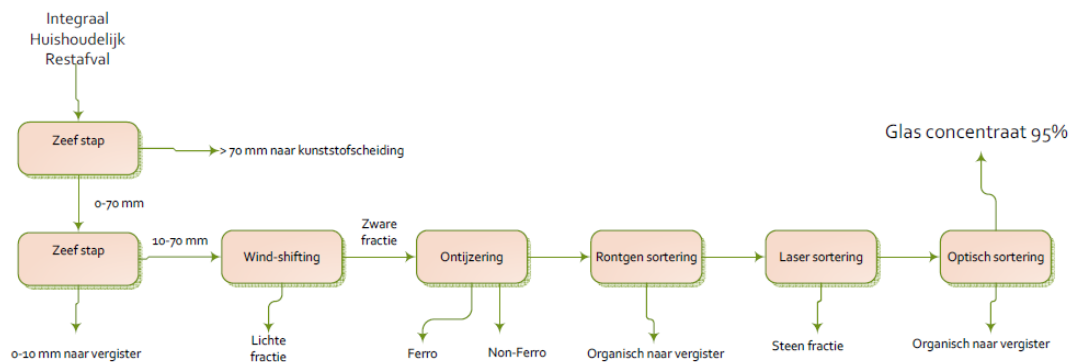 Integraal
Huishoudelijk
Restafval
Zeef stap
> 70 mm naar kunststofscheiding
Glas concentraat 95%
0-70 mm
Zeef stap
10-70 mm
Wind-shifting
Zware
fractie
Ontijzering
Rontgen sortering
Laser sortering
Optisch sortering
0-10 mm naar vergister
Lichte
fractie
Ferro
Non-Ferro
Organisch naar vergister
Steen fractie
Organisch naar vergister